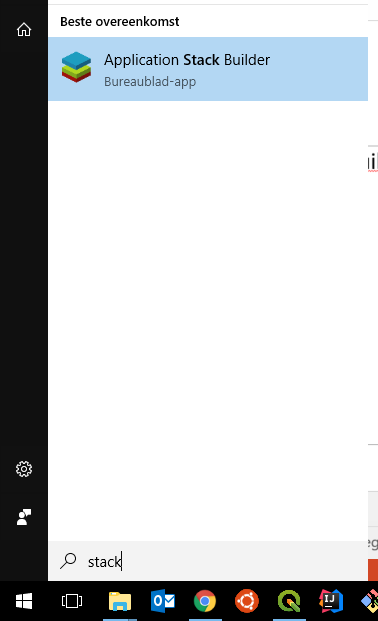 Beste overeenkomst
Application Stack Builder
Bureaublad-app
stack